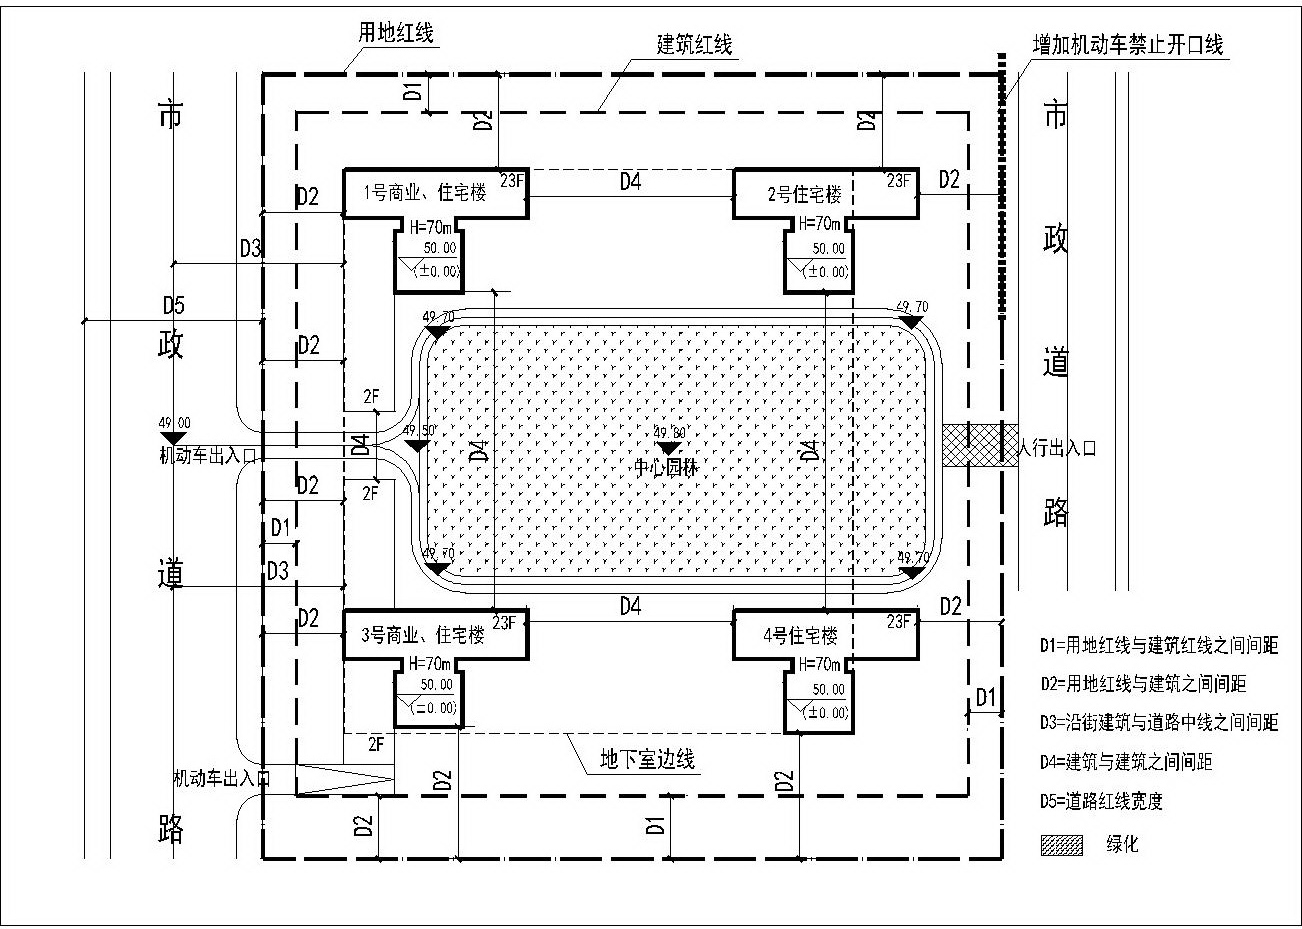 用地红线
建筑红线
增加机动车禁止开口线
市
D1
D2
D2
市
1号商业、住宅楼
23F
D4
2号住宅楼
23F
D2
D2
H=70m
H=70m
D3
50.00
(±0.00)
50.00
(±0.00)
政
D5
49.70
49.70
政
D2
道
2F
49.00
49.50
D4
D4
49.80
D4
机动车出入口
中心园林
人行出入口
D2
2F
路
D1
49.70
49.70
道
D3
D2
D4
D2
3号商业、住宅楼
23F
4号住宅楼
23F
H=70m
H=70m
50.00
(±0.00)
50.00
(±0.00)
D1
2F
地下室边线
机动车出入口
D2
D2
路
D2
D1
D1=用地红线与建筑红线之间间距
D2=用地红线与建筑之间间距
D3=沿街建筑与道路中线之间间距
D4=建筑与建筑之间间距
D5=道路红线宽度
绿化